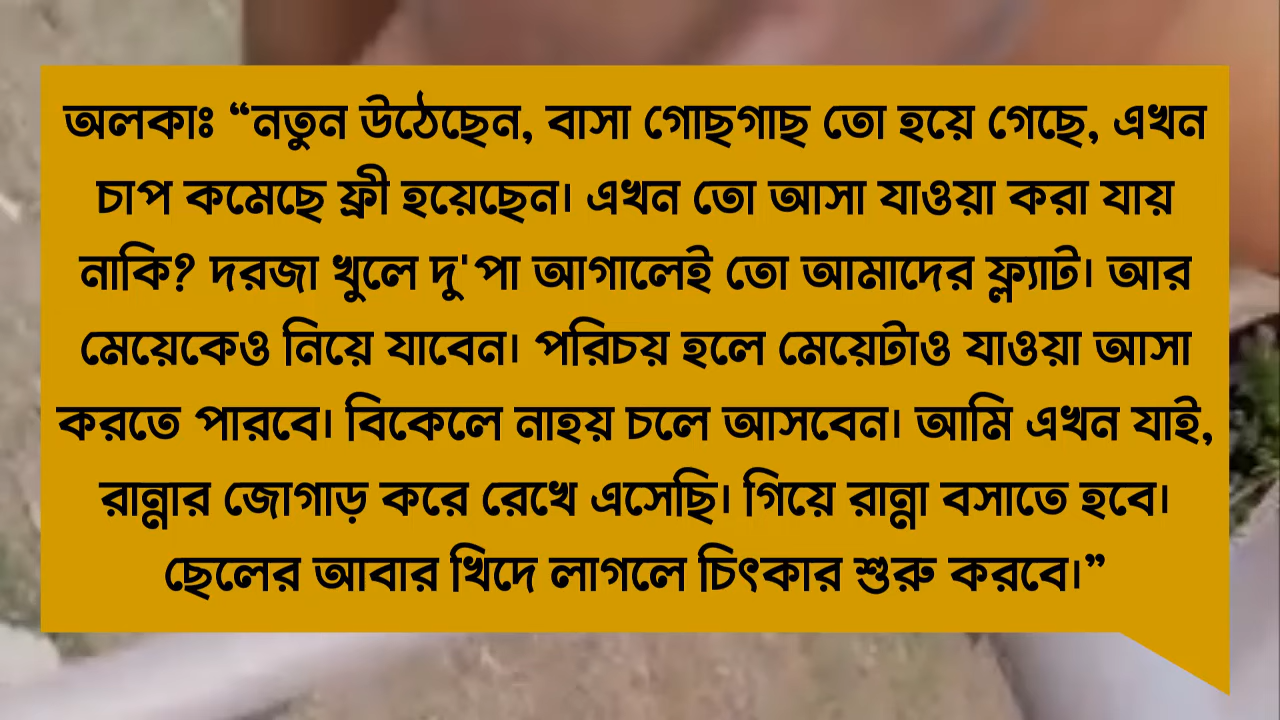 অলকাঃ “নতুন উঠেছেন, বাসা গোছগাছ তো হয়ে গেছে, এখন
চাপ কমেছে ফ্রী হয়েছেন। এখন তো আসা যাওয়া করা যায়
নাকি? দরজা খুলে দু'পা আগালেই তো আমাদের ফ্ল্যাট। আর
মেয়েকেও নিয়ে যাবেন। পরিচয় হলে মেয়েটাও যাওয়া আসা
করতে পারবে। বিকেলে নাহয় চলে আসবেন। আমি এখন যাই,
রান্নার জোগাড় করে রেখে এসেছি। গিয়ে রান্না বসাতে হবে।
ছেলের আবার খিদে লাগলে চিৎকার শুরু করবে।”